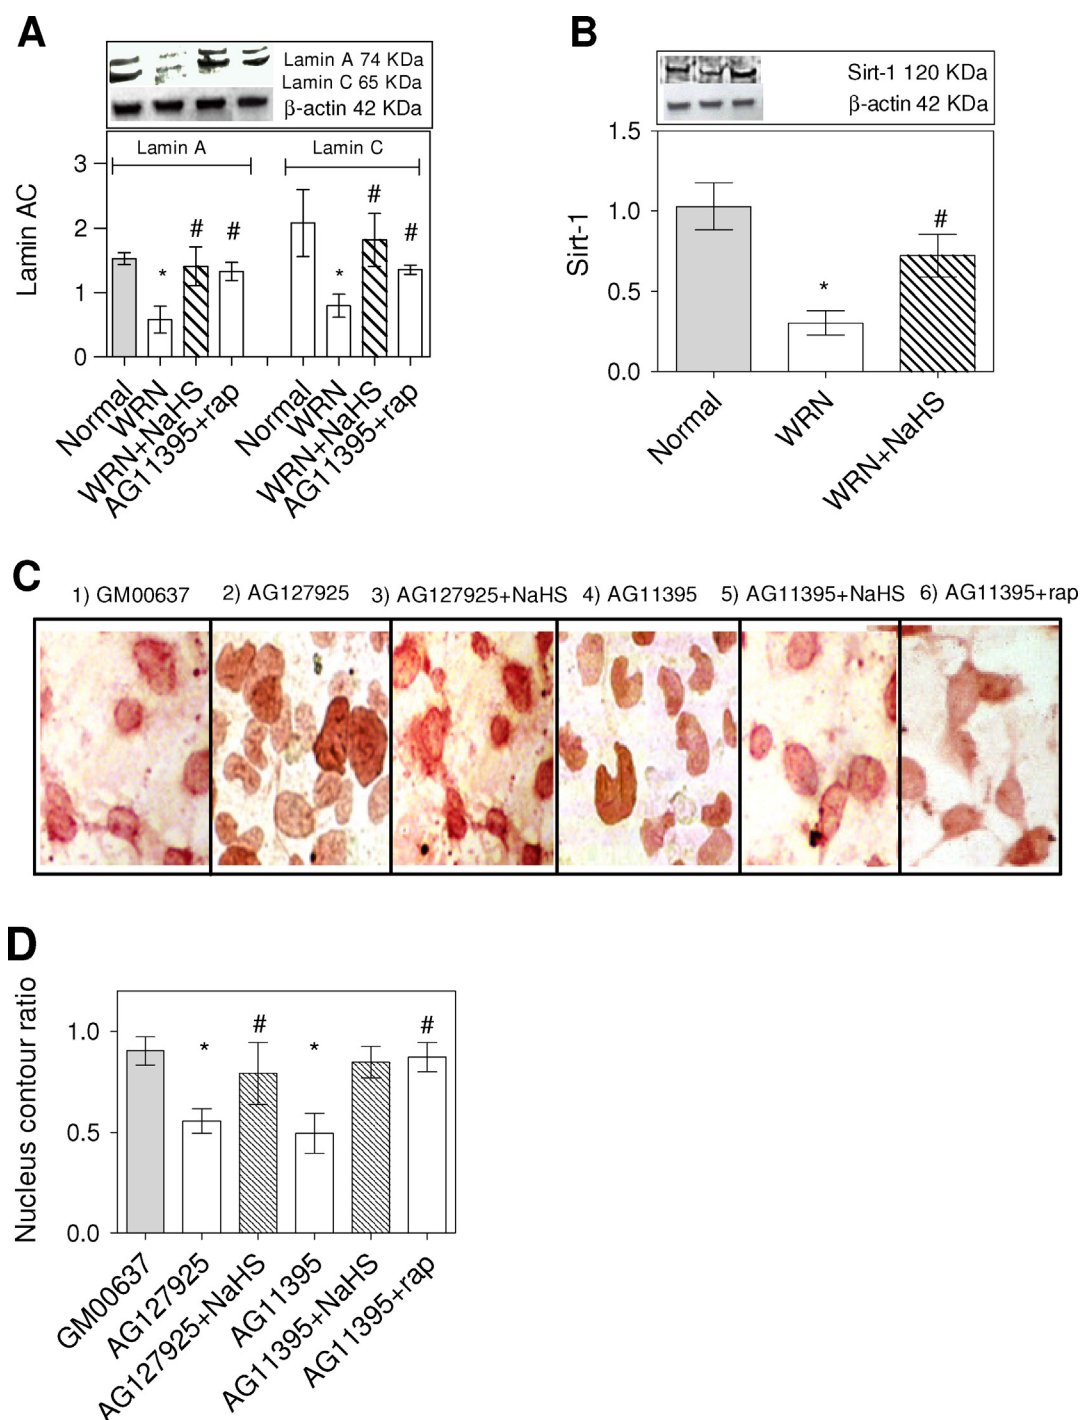 A
Lamin A 74 KDa
Lamin C 65 KDa
β-actin 42 KDa
Lamin A
Lamin C
Lamin AC
3
2
1
0
*
#
#
*
#
#
Normal
WRN
WRN+NaHS
AG11395+rap
Normal
WRN
WRN+NaHS
AG11395+rap
B
Sirt-1 120 KDa
β-actin 42 KDa
Sirt-1
1.5
1.0
0.5
0.0
*
#
Normal
WRN
WRN+NaHS
C
1) GM00637
2) AG127925
3) AG127925+NaHS
4) AG11395
5) AG11395+NaHS
6) AG11395+rap
D
Nucleus contour ratio
1.0
0.5
0.0
*
#
*
#
GM00637
AG127925
AG127925+NaHS
AG11395
AG11395+NaHS
AG11395+rap